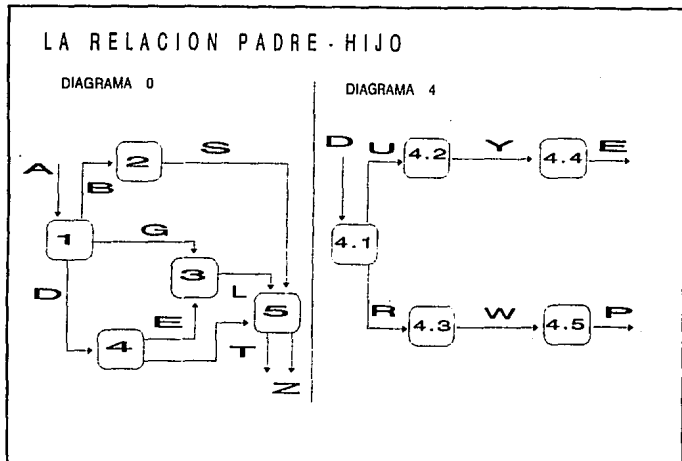 LA RELACION PADRE - HIJO
DIAGRAMA 0
DIAGRAMA 4
A
B
2
S
1
G
3
D
4
E
L
5
T
Z
D
U
4.2
Y
4.4
E
4.1
R
4.3
W
4.5
P